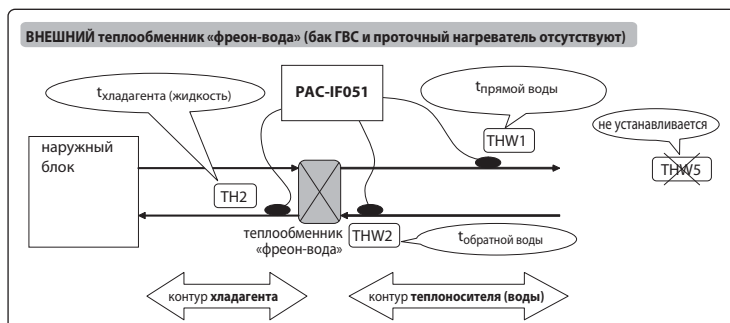 ВНЕШНИЙ теплообменник «фреон-вода» (бак ГВС и проточный нагреватель отсутствуют)
tхладагента (жидкость)
PAC-IF051
tпрямой воды
THW1
не устанавливается
THW5
наружный
блок
TH2
теплообменник
«фреон-вода»
THW2
tобратной воды
контур хладагента
контур теплоносителя (воды)